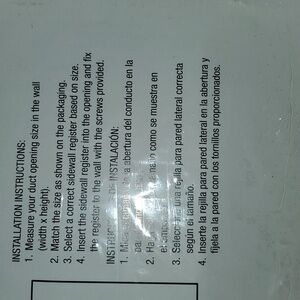 INSTALLATION INSTRUCTIONS:
1. Measure your duct opening size in the wall
(width x height).
2. Match the size as shown on the packaging.
3. Select a correct sidewall register based on size.
4. Insert the sidewall register into the opening and fix
the register to the wall with the screws provided.
INSTRUCCIONES DE INSTALACIÓN:
1. la abertura del conducto en la
2. como se muestra en
3. Seleccione una rejilla para pared lateral correcta
según el tamaño.
4. Inserte la rejilla para pared lateral en la abertura y
fíjela a la pared con los tornillos proporcionados.